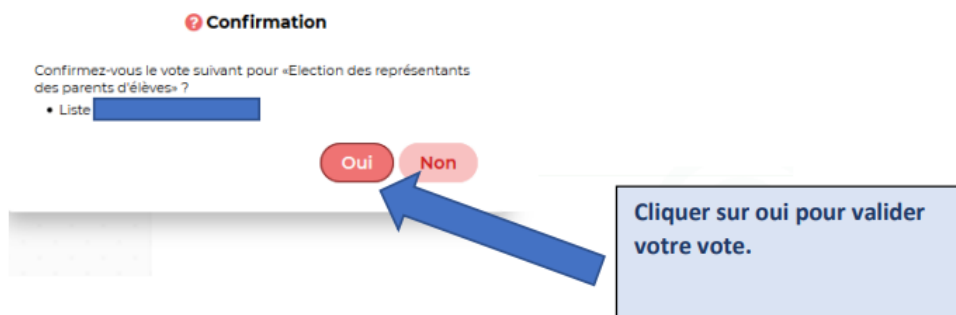 Confirmation
Confirmez-vous le vote suivant pour «Election des représentants
des parents d'élèves» ?
• Liste
Oui
Non
Cliquer sur oui pour valider
votre vote.